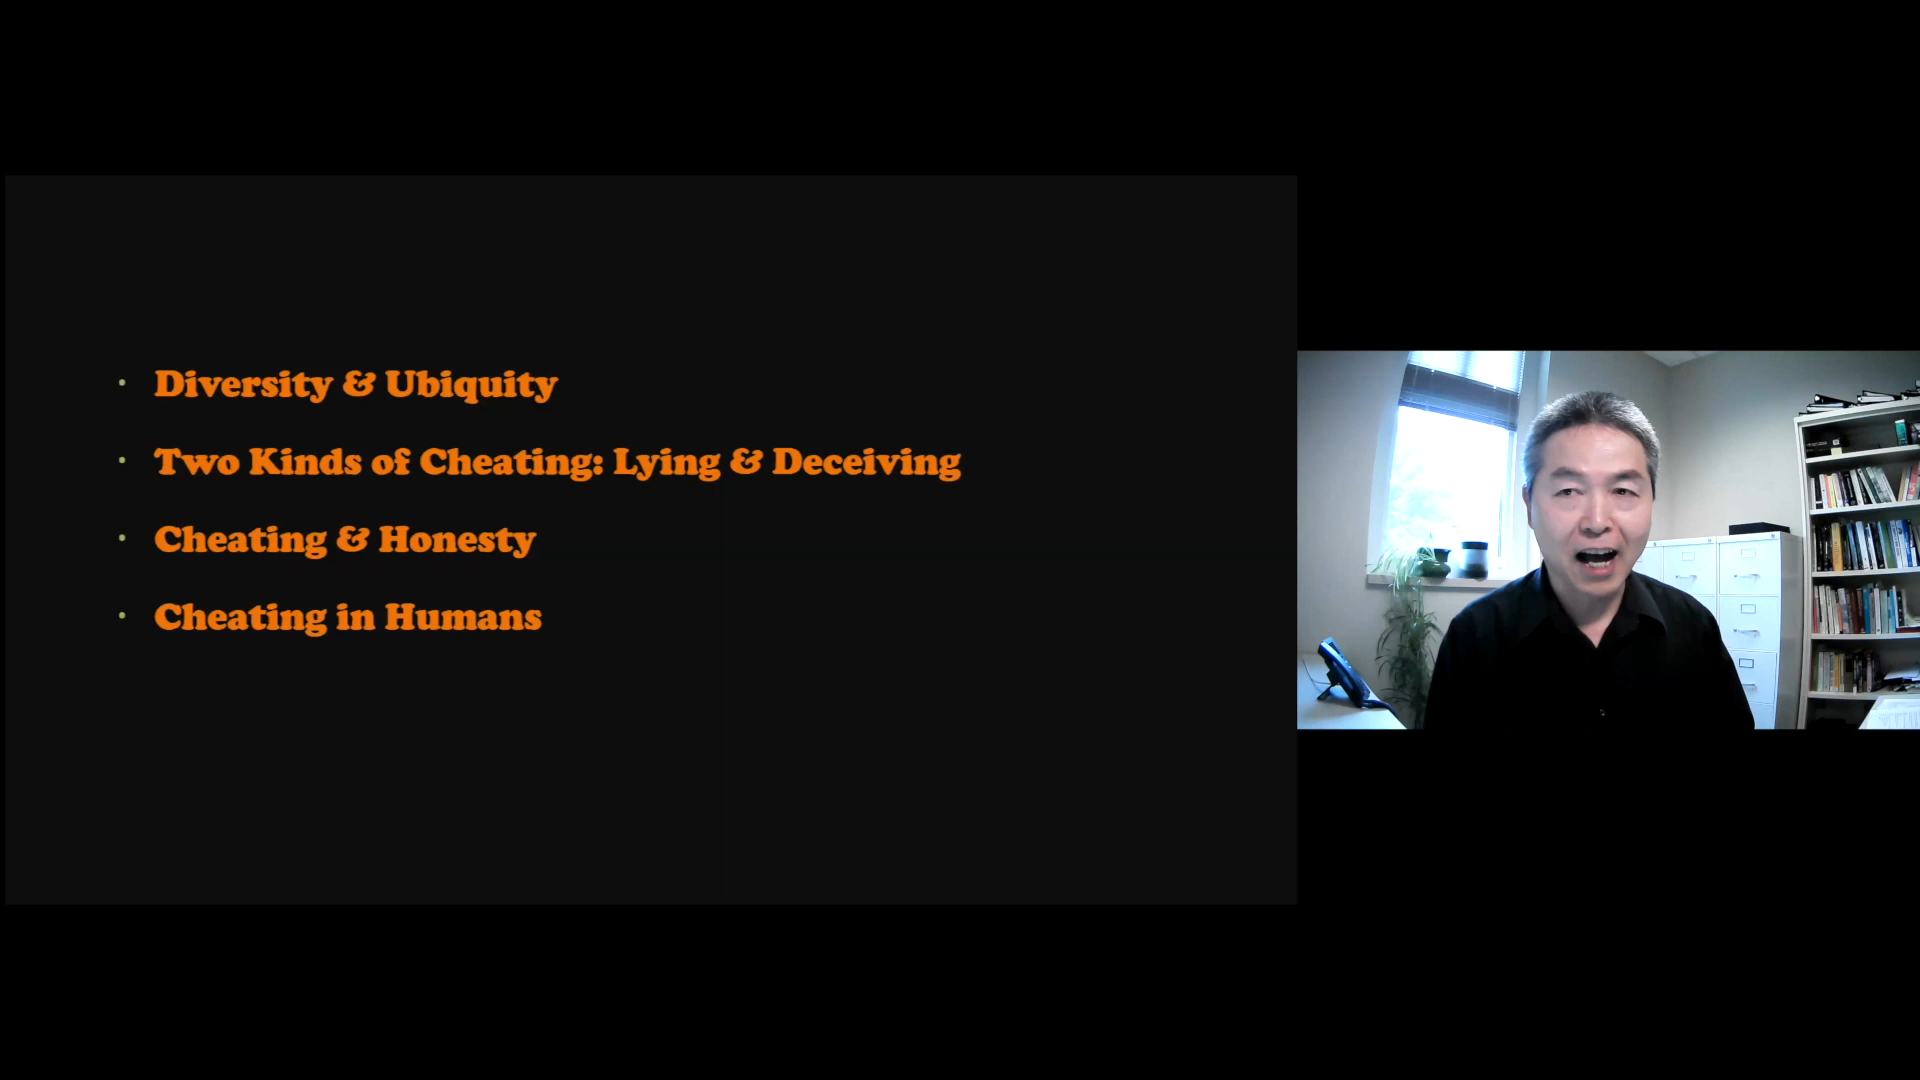 Diversity & Ubiquity
Two Kinds of Cheating: Lying & Deceiving
Cheating & Honesty
Cheating in Humans